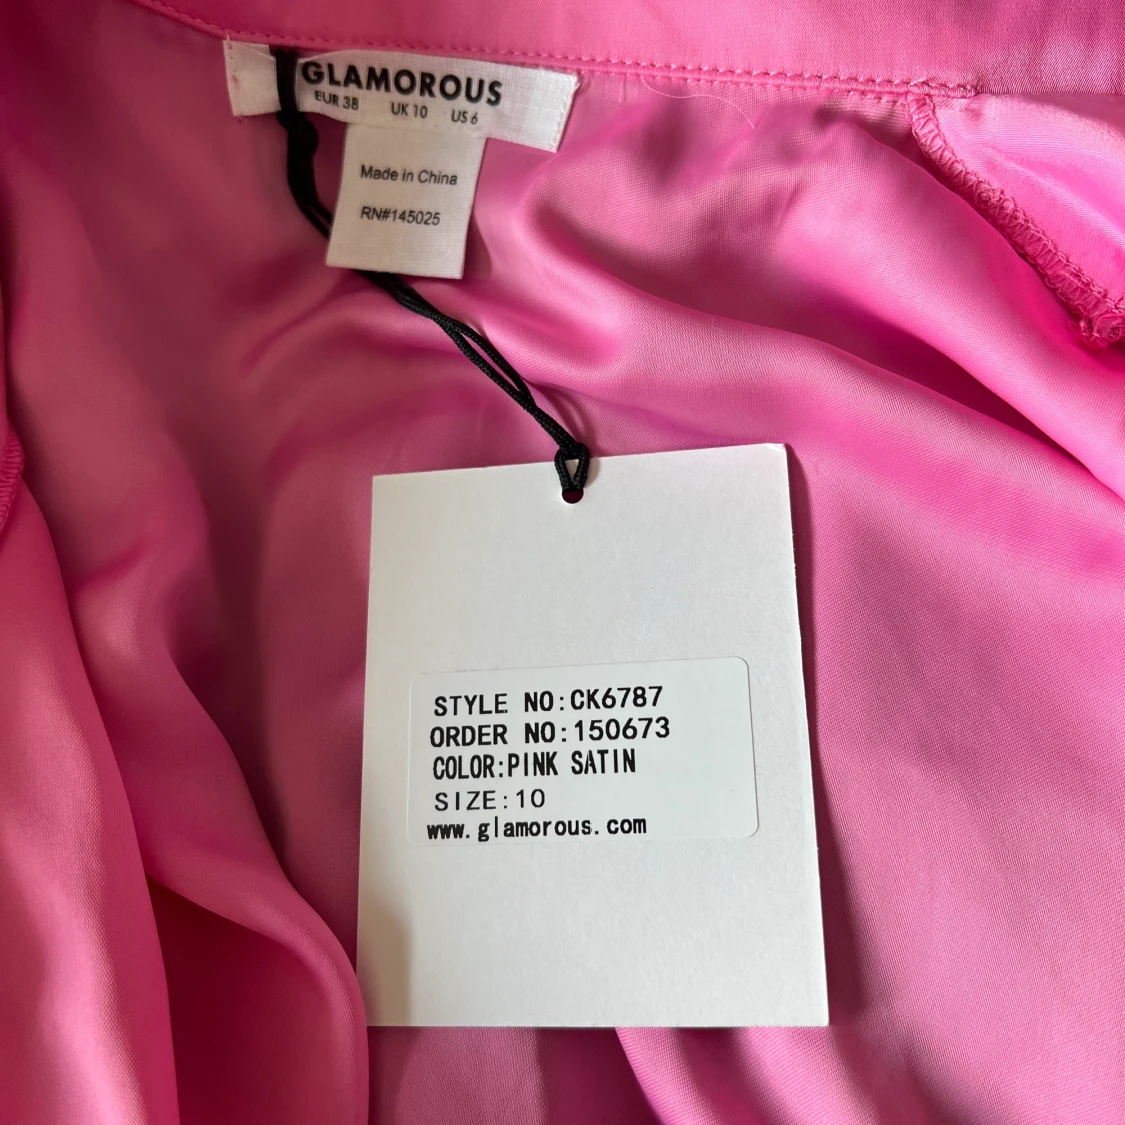 GLAMOROUS
EUR 38 UK 10 US 6
Made in China
RN#145025
STYLE NO:CK6787
ORDER NO:150673
COLOR:PINK SATIN
SIZE:10
www.glamorous.com